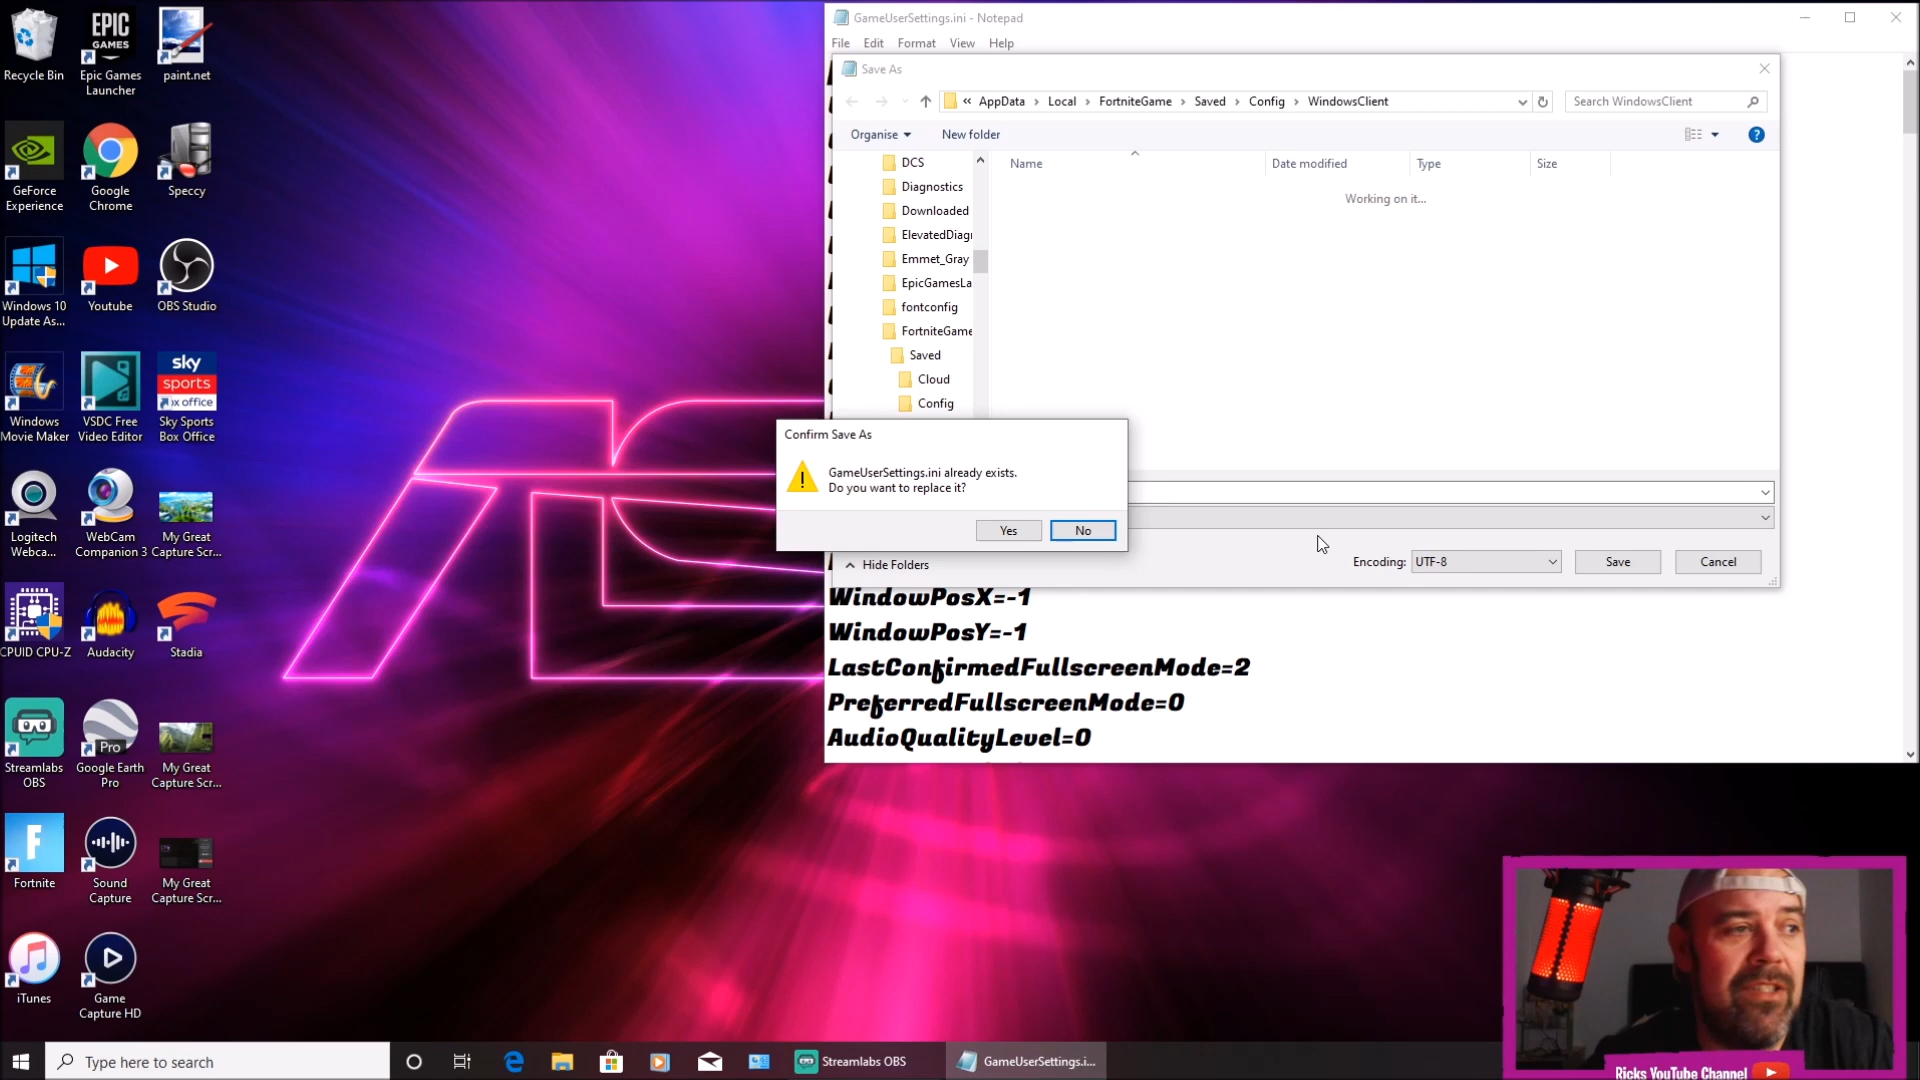 Recycle Bin
Epic Games
Launcher
paint.net
EPIC
GAMES
GeForce
Experience
Google
Chrome
Speccy
Windows 10
Update As...
Youtube
OBS Studio
sky
sports
box office
Windows
Movie Maker
VSDC Free
Video Editor
Sky Sports
Box Office
Logitech
Webca...
WebCam
Companion 3
My Great
Capture Scr...
CPUID CPU-Z
Audacity
Stadia
Streamlabs
OBS
Pro
Google Earth
Pro
My Great
Capture Scr...
F
Fortnite
Sound
Capture
My Great
Capture Scr...
iTunes
Game
Capture HD
GameUserSettings.ini - Notepad
File Edit Format View Help
Save As
« AppData › Local › FortniteGame › Saved › Config › WindowsClient
Search WindowsClient
Organise
New folder
?
Name
Date modified
Type
Size
Working on it...
DCS
Diagnostics
Downloaded
ElevatedDiag
Emmet_Gray
EpicGamesLa
fontconfig
FortniteGame
Saved
Cloud
Config
Confirm Save As
GameUserSettings.ini already exists.
Do you want to replace it?
Yes
No
Hide Folders
Encoding:
UTF-8
Save
Cancel
WindowPosX=-1
WindowPosY=-1
LastConfirmedFullscreenMode=2
PreferredFullscreenMode=0
AudioQualityLevel=0
Ricks YouTube Channel
Type here to search
Streamlabs OBS
GameUserSettings.i...